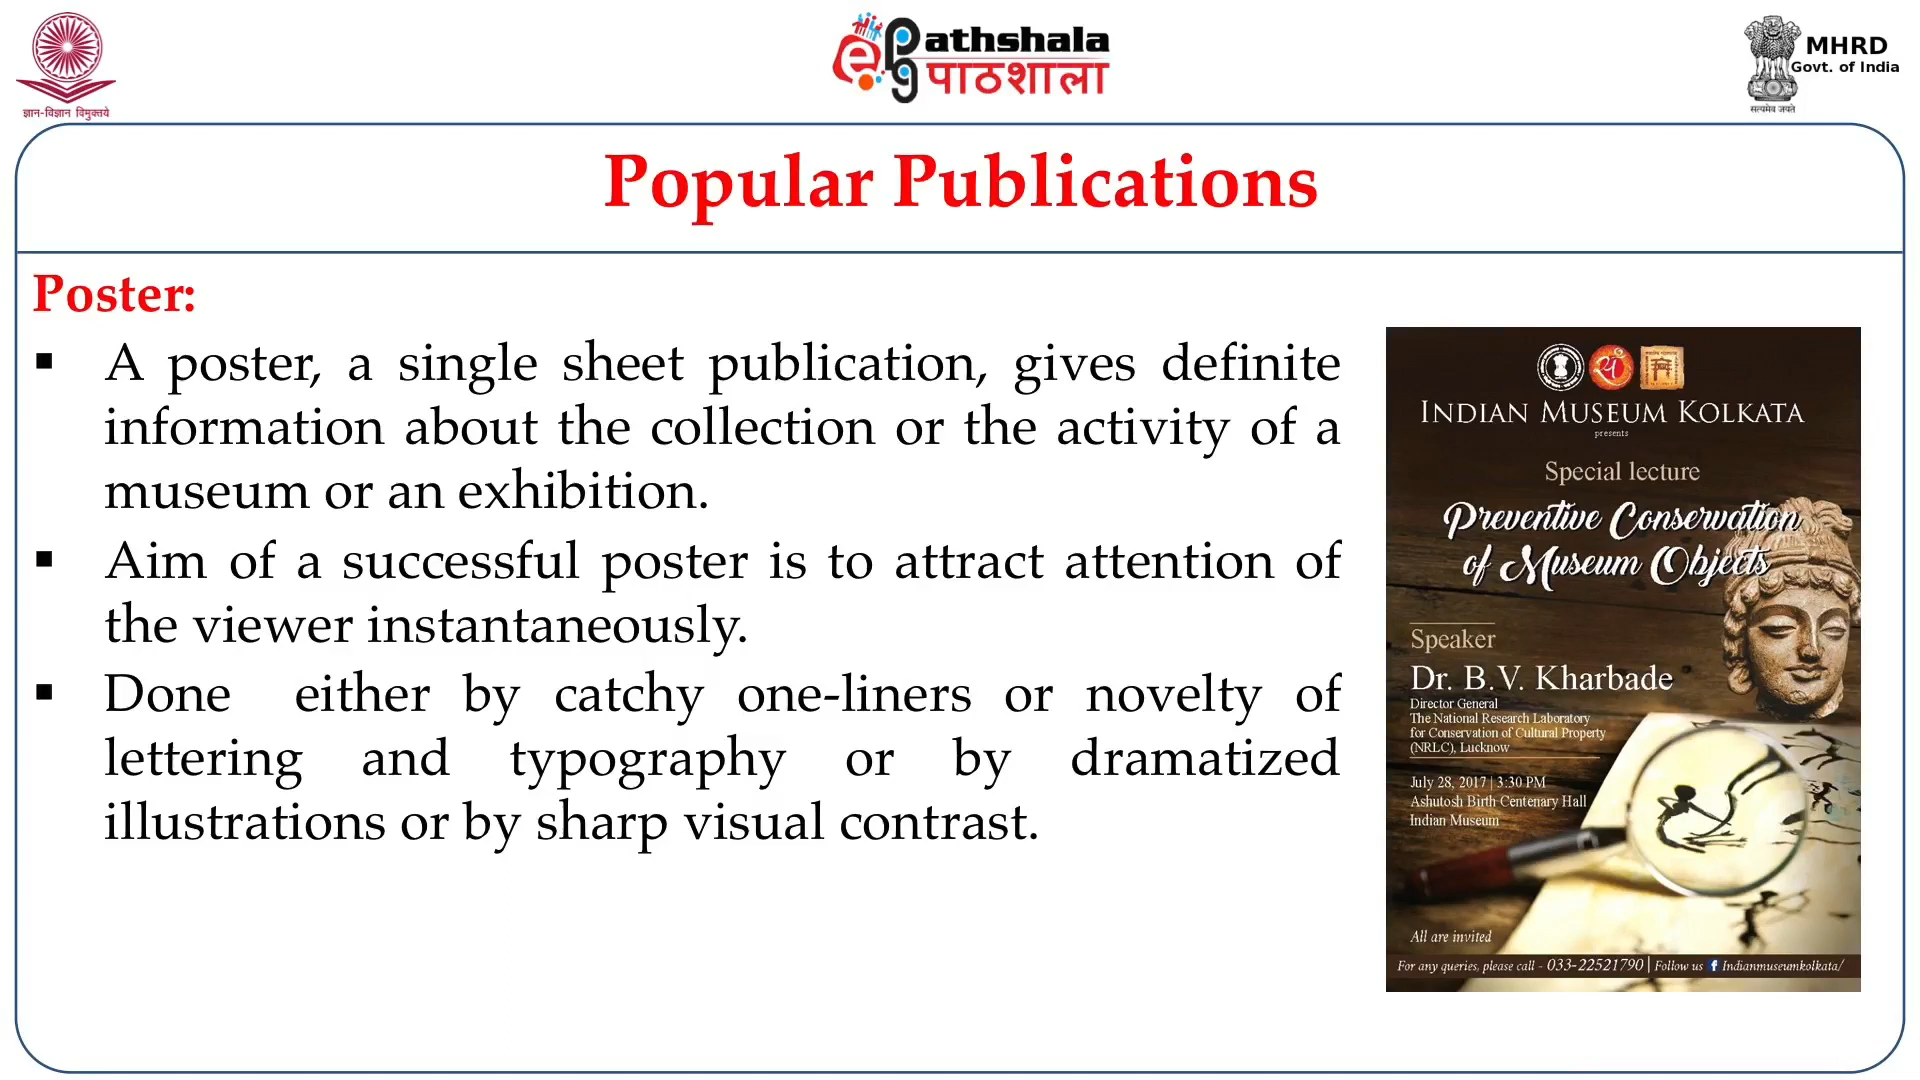 ज्ञान-विज्ञान विमुक्तये
ePG Pathshala
पाठशाला
MHRD
Govt. of India
सत्यमेव जयते
Popular Publications
Poster:
▪ A poster, a single sheet publication, gives definite
information about the collection or the activity of a
museum or an exhibition.
▪ Aim of a successful poster is to attract attention of
the viewer instantaneously.
▪ Done either by catchy one-liners or novelty of
lettering and typography or by dramatized
illustrations or by sharp visual contrast.
INDIAN MUSEUM KOLKATA
presents
Special lecture
Preventive Conservation
of Museum Objects
Speaker
Dr. B.V. Kharbade
Director General
The National Research Laboratory
for Conservation of Cultural Property
(NRLC), Lucknow
July 28, 2017 | 3:30 PM
Ashutosh Birth Centenary Hall
Indian Museum
All are invited
For any queries, please call - 033-22521790 | Follow us f Indianmuseumkolkata/